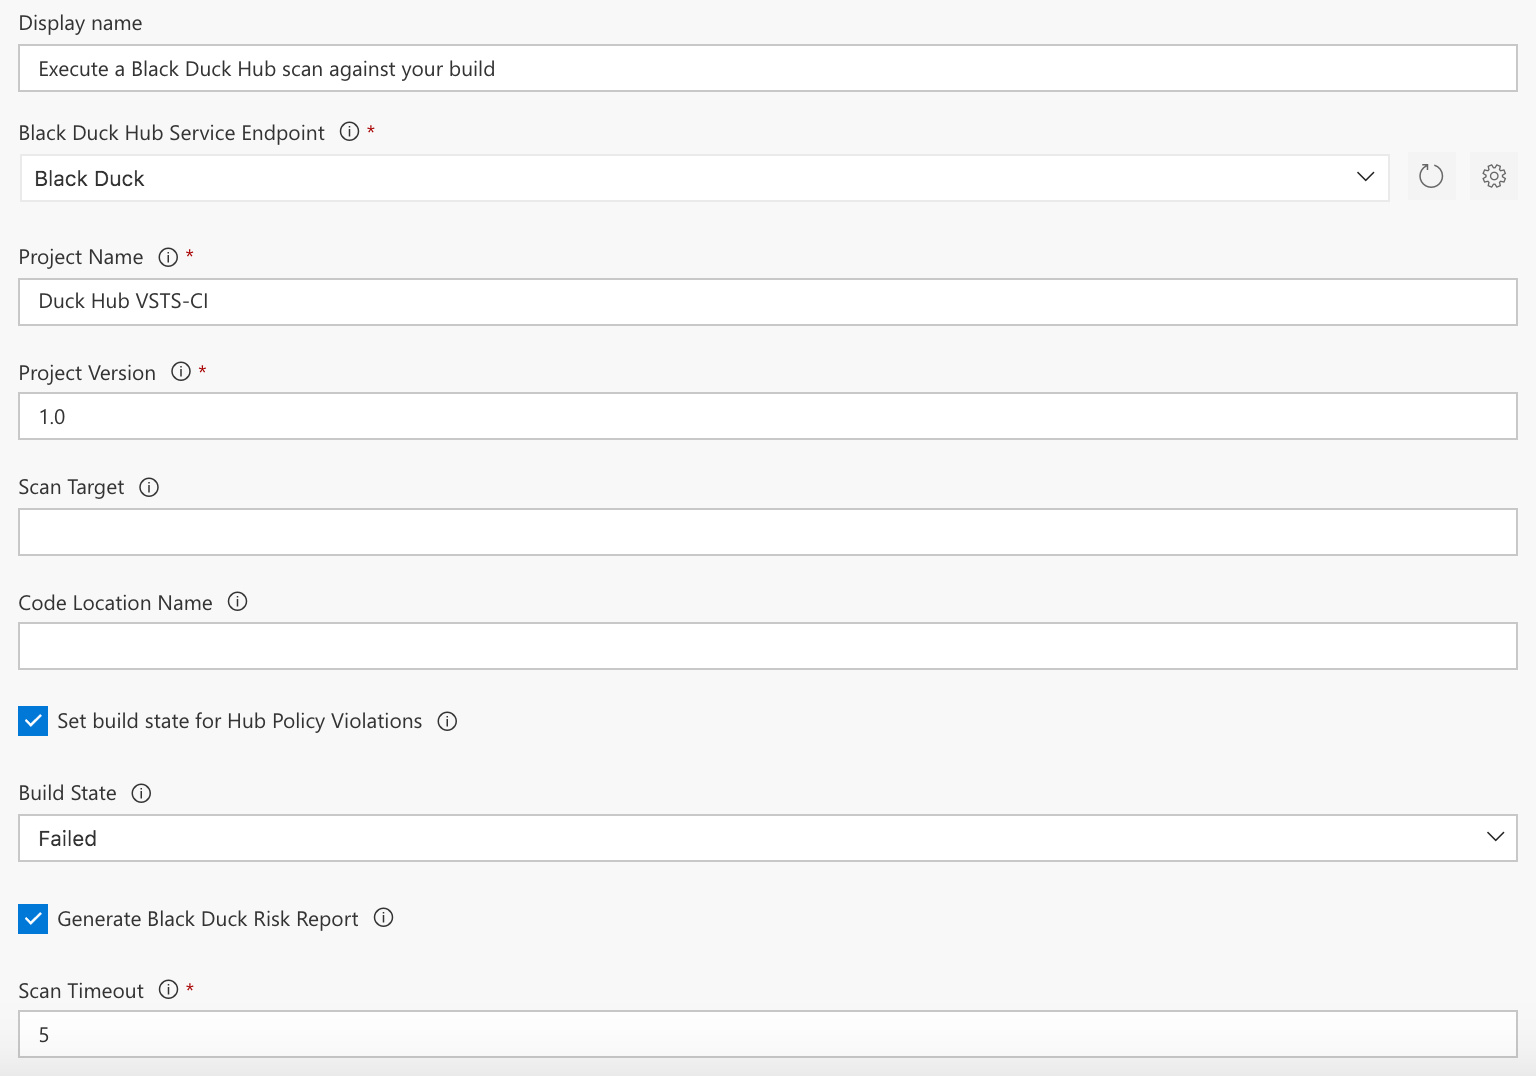 Display name
Execute a Black Duck Hub scan against your build
Black Duck Hub Service Endpoint *
Black Duck
Project Name *
Duck Hub VSTS-CI
Project Version *
1.0
Scan Target
Code Location Name
Set build state for Hub Policy Violations
Build State
Failed
Generate Black Duck Risk Report
Scan Timeout *
5